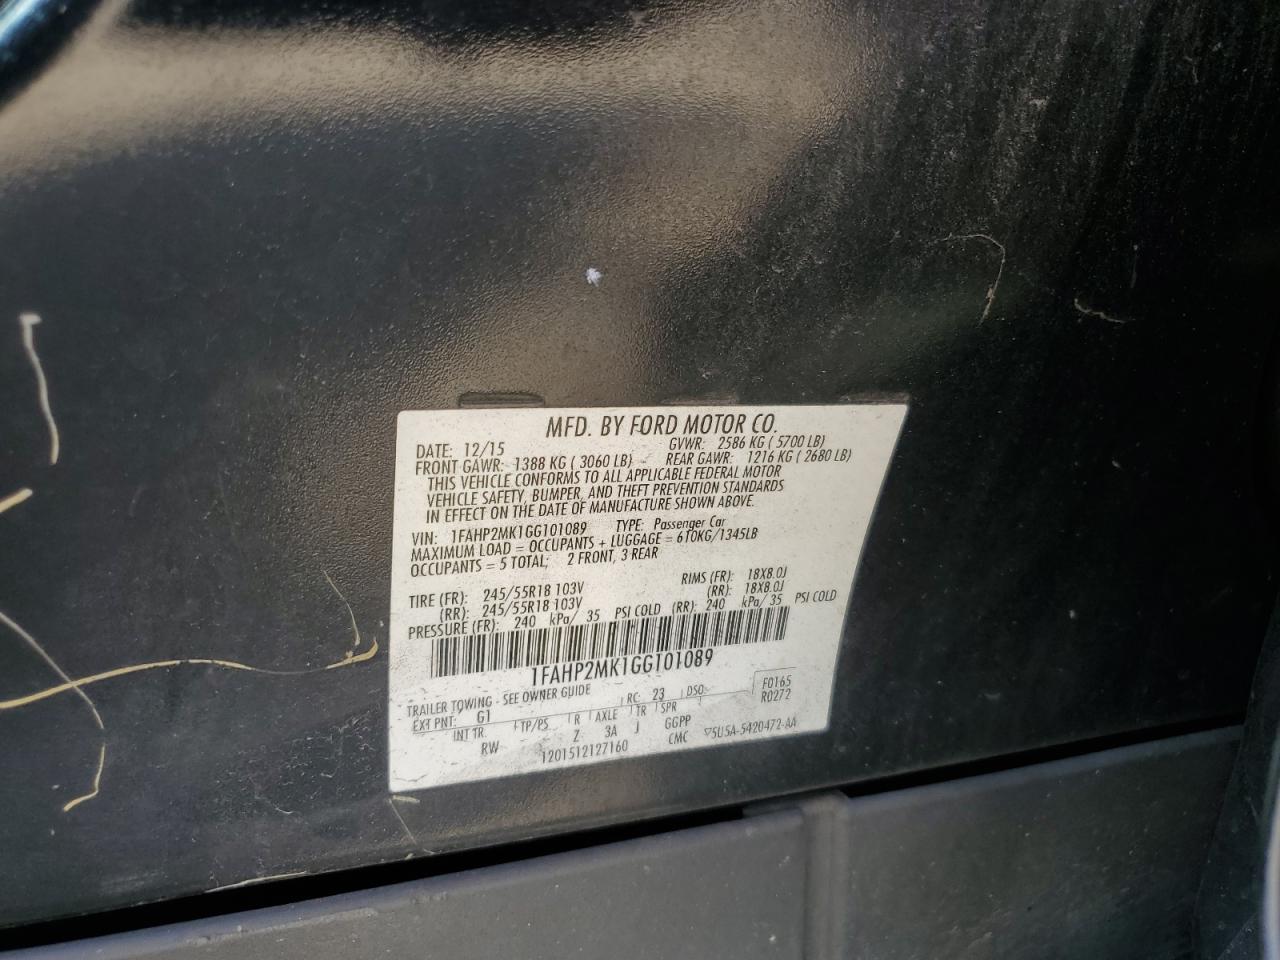 MFD. BY FORD MOTOR CO.
DATE: 12/15 GVWR: 2586 KG ( 5700 LB)
FRONT GAWR: 1388 KG ( 3060 LB) REAR GAWR: 1216 KG ( 2680 LB)
THIS VEHICLE CONFORMS TO ALL APPLICABLE FEDERAL MOTOR
VEHICLE SAFETY, BUMPER, AND THEFT PREVENTION STANDARDS
IN EFFECT ON THE DATE OF MANUFACTURE SHOWN ABOVE.
VIN: 1FAHP2MK1GG101089 TYPE: Passenger Car
MAXIMUM LOAD = OCCUPANTS + LUGGAGE = 610KG/1345LB
OCCUPANTS = 5 TOTAL; 2 FRONT, 3 REAR
TIRE (FR): 245/55R18 103V RIMS (FR): 18X8.0J
(RR): 245/55R18 103V (RR): 18X8.0J
PRESSURE (FR): 240 kPa/ 35 PSI COLD (RR): 240 kPa/ 35 PSI COLD
1FAHP2MK1GG101089
TRAILER TOWING - SEE OWNER GUIDE F0165
EXT PNT: G1 RC: 23 DSO: R0272
INT TR. TP/PS R AXLE TR SPR
RW Z 3A J GGPP
1201512127160 CMC 5U5A-5420472-AA